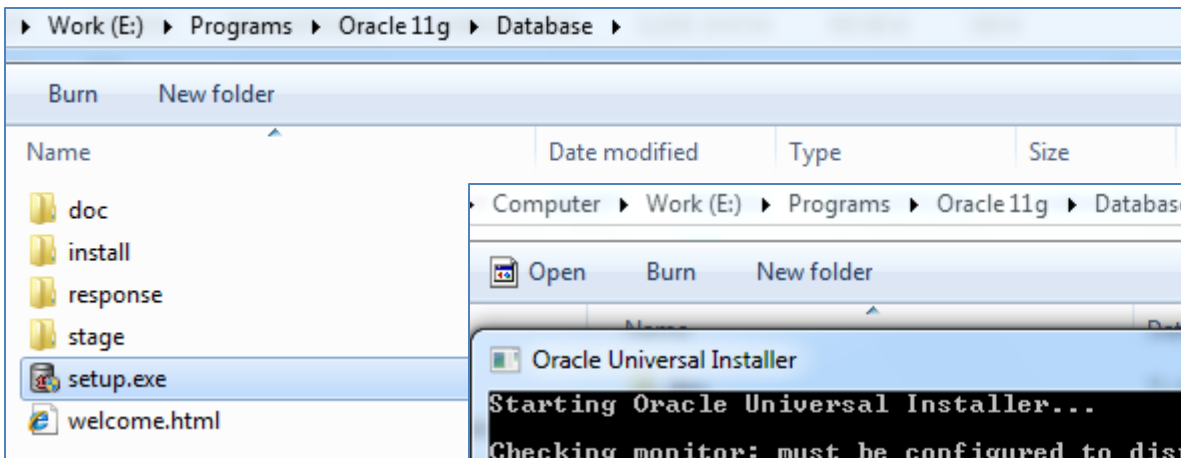 Work (E:) Programs Oracle 11g Database
Burn New folder
Name Date modified Type Size
doc
install
response
stage
setup.exe
welcome.html
Computer Work (E:) Programs Oracle 11g Databas
Open Burn New folder
Name Dat
Oracle Universal Installer
Starting Oracle Universal Installer...
Checking monitor: must be configured to dis